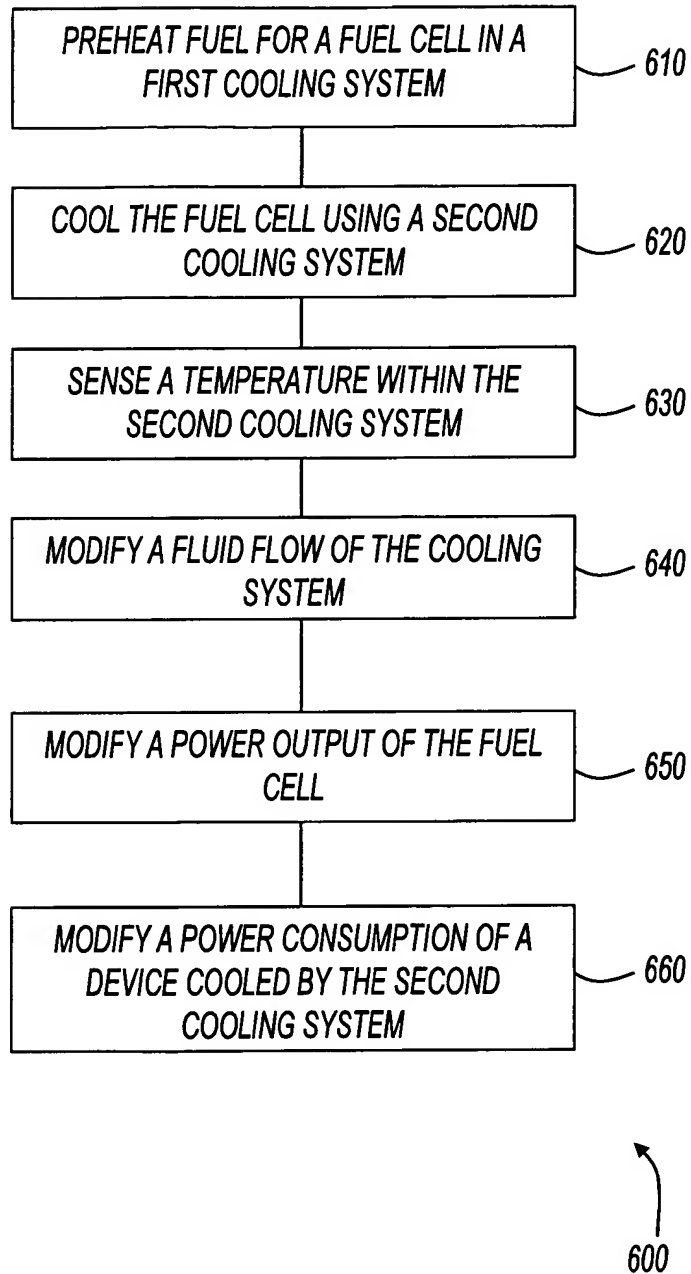 PREHEAT FUEL FOR A FUEL CELL IN A
FIRST COOLING SYSTEM
610
COOL THE FUEL CELL USING A SECOND
COOLING SYSTEM
620
SENSE A TEMPERATURE WITHIN THE
SECOND COOLING SYSTEM
630
MODIFY A FLUID FLOW OF THE COOLING
SYSTEM
640
MODIFY A POWER OUTPUT OF THE FUEL
CELL
650
MODIFY A POWER CONSUMPTION OF A
DEVICE COOLED BY THE SECOND
COOLING SYSTEM
660
600